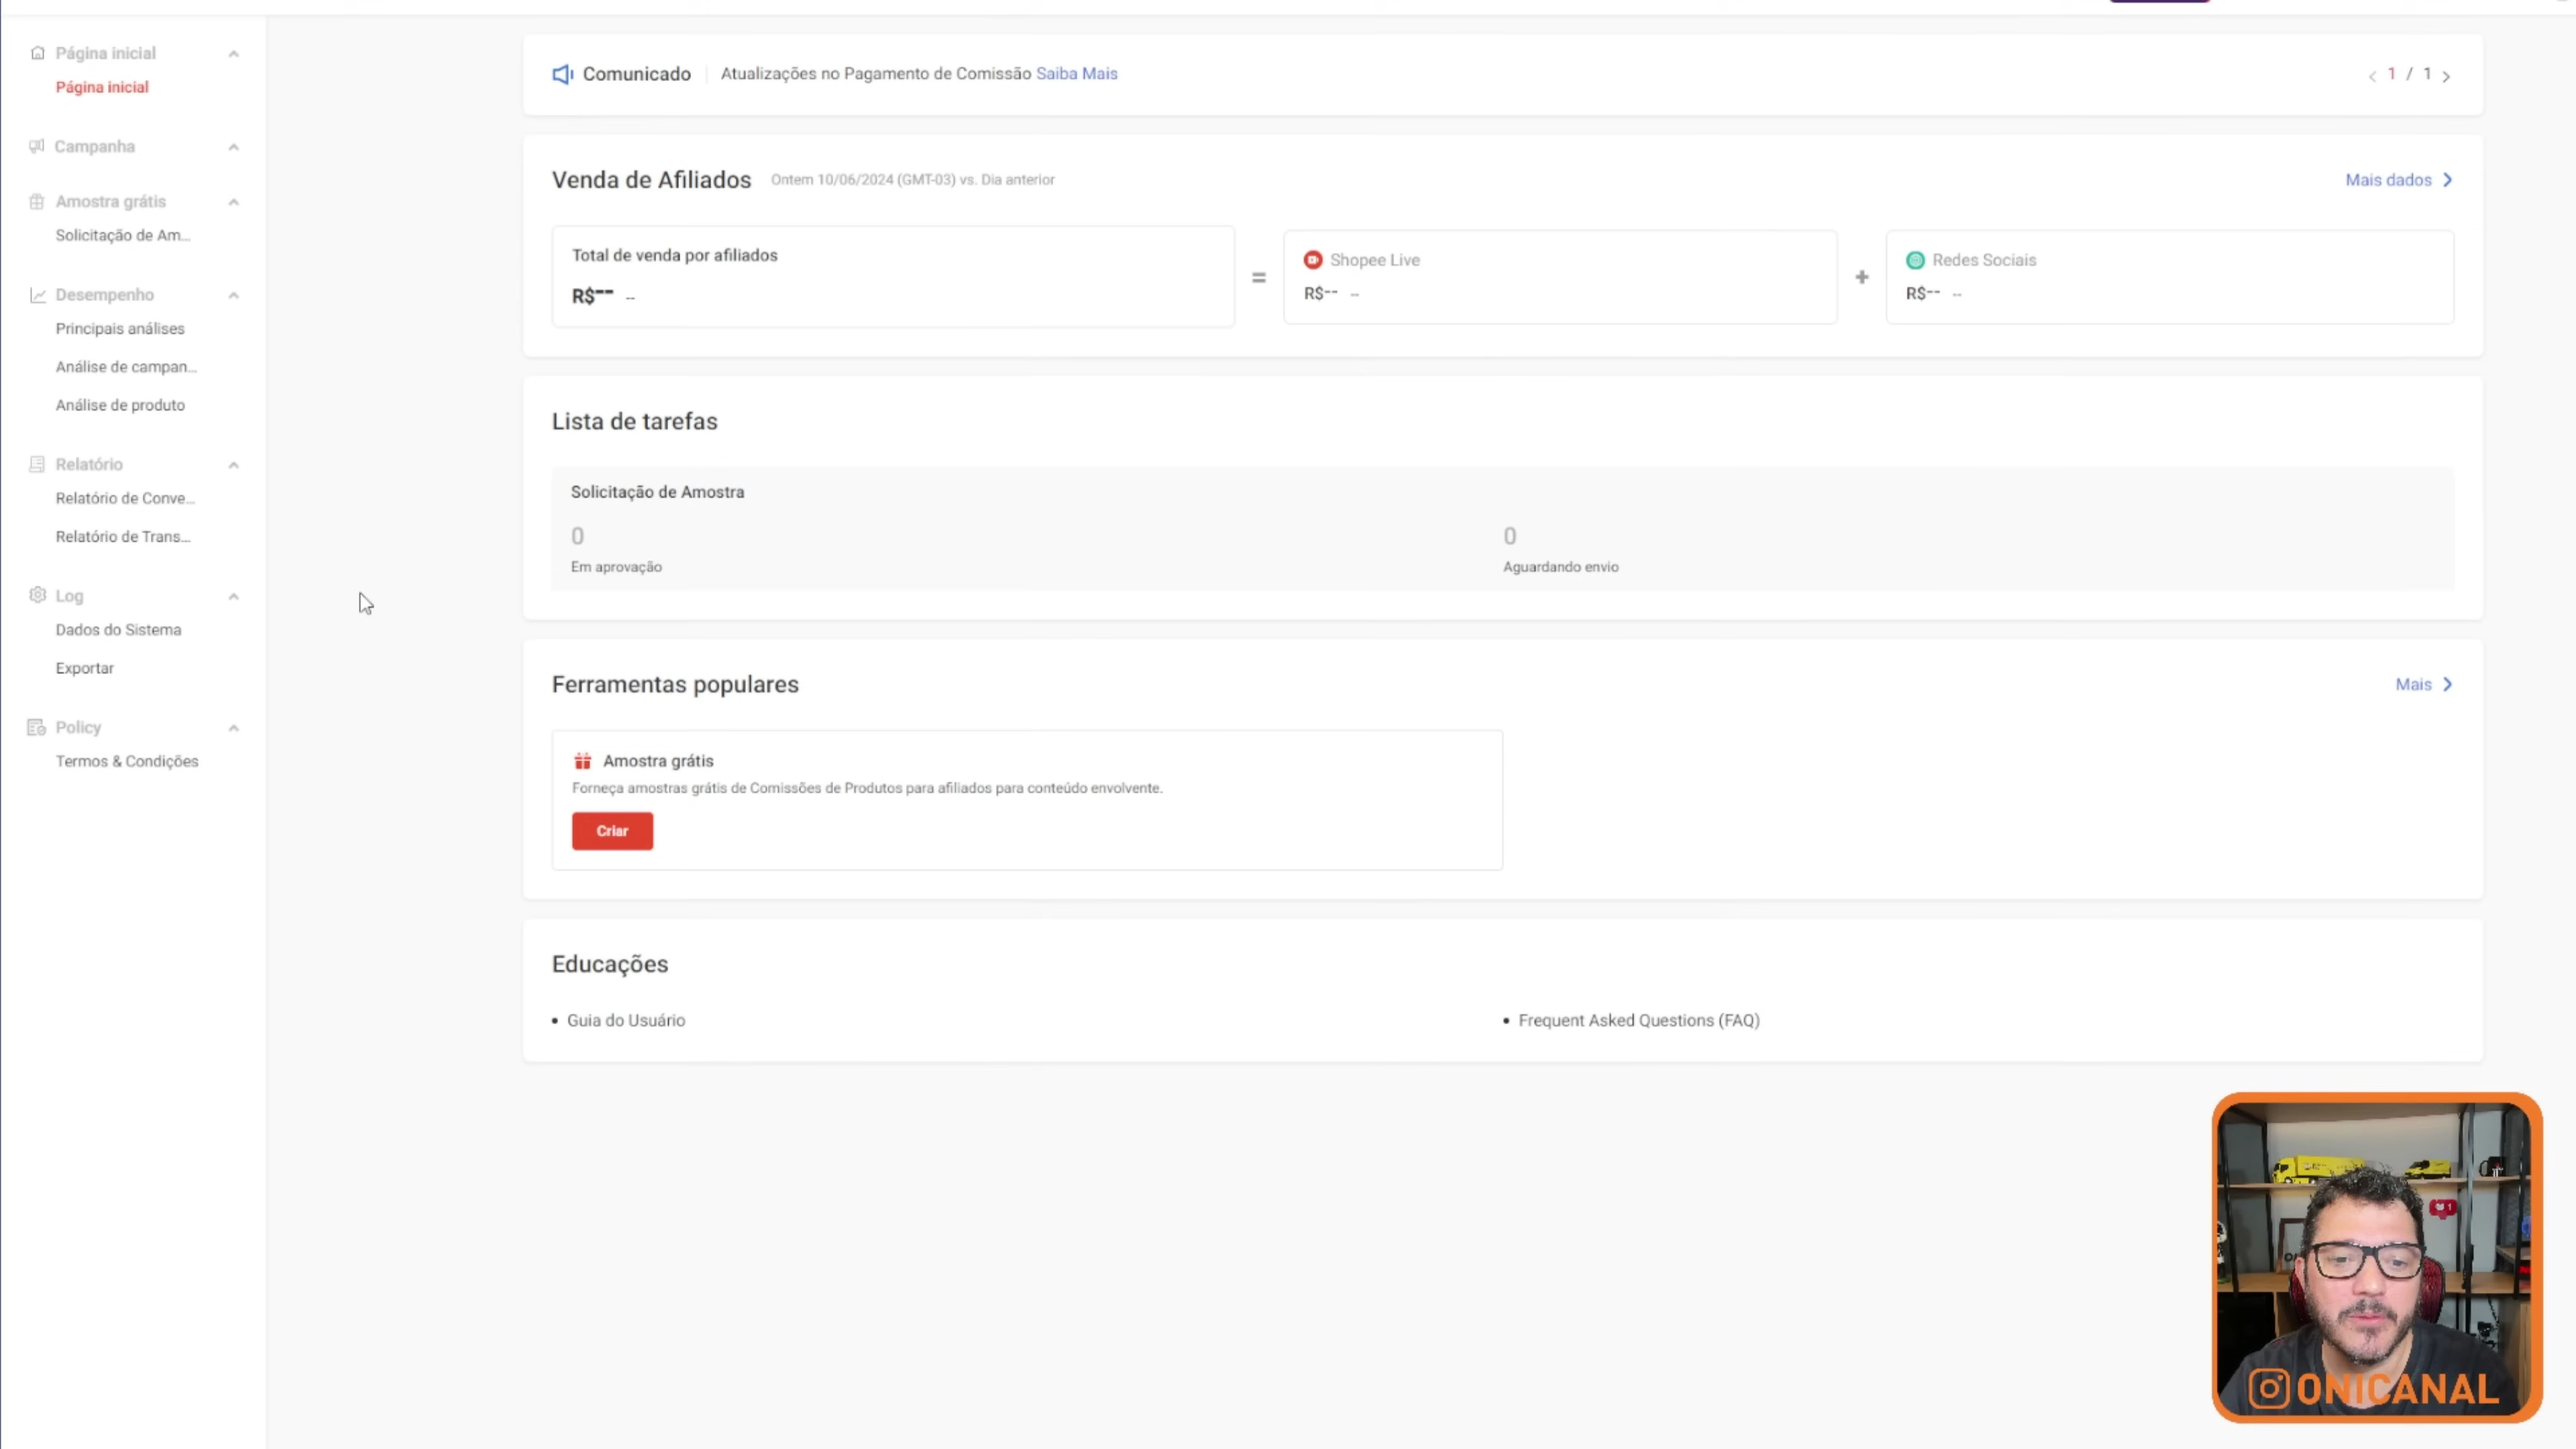 Página inicial
Página inicial
Campanha
Amostra grátis
Solicitação de Am...
Desempenho
Principais análises
Análise de campan...
Análise de produto
Relatório
Relatório de Conve...
Relatório de Trans...
Log
Dados do Sistema
Exportar
Policy
Termos & Condições
Comunicado Atualizações no Pagamento de Comissão Saiba Mais
1 / 1
Venda de Afiliados Ontem 10/06/2024 (GMT-03) vs. Dia anterior
Mais dados
Total de venda por afiliados
R$-- --
=
Shopee Live
R$-- --
+
Redes Sociais
R$-- --
Lista de tarefas
Solicitação de Amostra
0
Em aprovação
0
Aguardando envio
Ferramentas populares
Mais
Amostra grátis
Forneça amostras grátis de Comissões de Produtos para afiliados para conteúdo envolvente.
Criar
Educações
• Guia do Usuário
• Frequent Asked Questions (FAQ)
ONICANAL